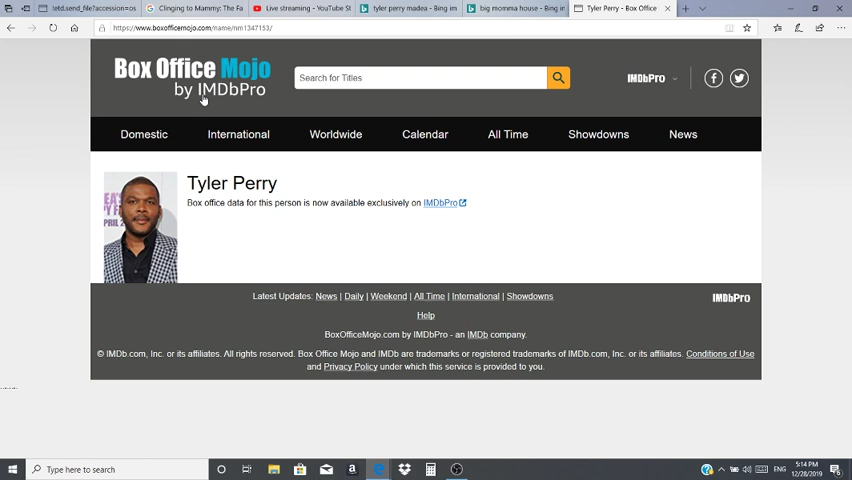 !etd.send_file?accession=os
Clinging to Mammy: The Fa
Live streaming - YouTube St
tyler perry madea - Bing im
big momma house - Bing im
Tyler Perry - Box Office
https://www.boxofficemojo.com/name/nm1347153/
Box Office Mojo
by IMDbPro
Search for Titles
IMDbPro
Domestic
International
Worldwide
Calendar
All Time
Showdowns
News
Tyler Perry
Box office data for this person is now available exclusively on IMDbPro
Latest Updates: News | Daily | Weekend | All Time | International | Showdowns
IMDbPro
Help
BoxOfficeMojo.com by IMDbPro - an IMDb company.
© IMDb.com, Inc. or its affiliates. All rights reserved. Box Office Mojo and IMDb are trademarks or registered trademarks of IMDb.com, Inc. or its affiliates. Conditions of Use
and Privacy Policy under which this service is provided to you.
Type here to search
ENG
5:14 PM
12/28/2019